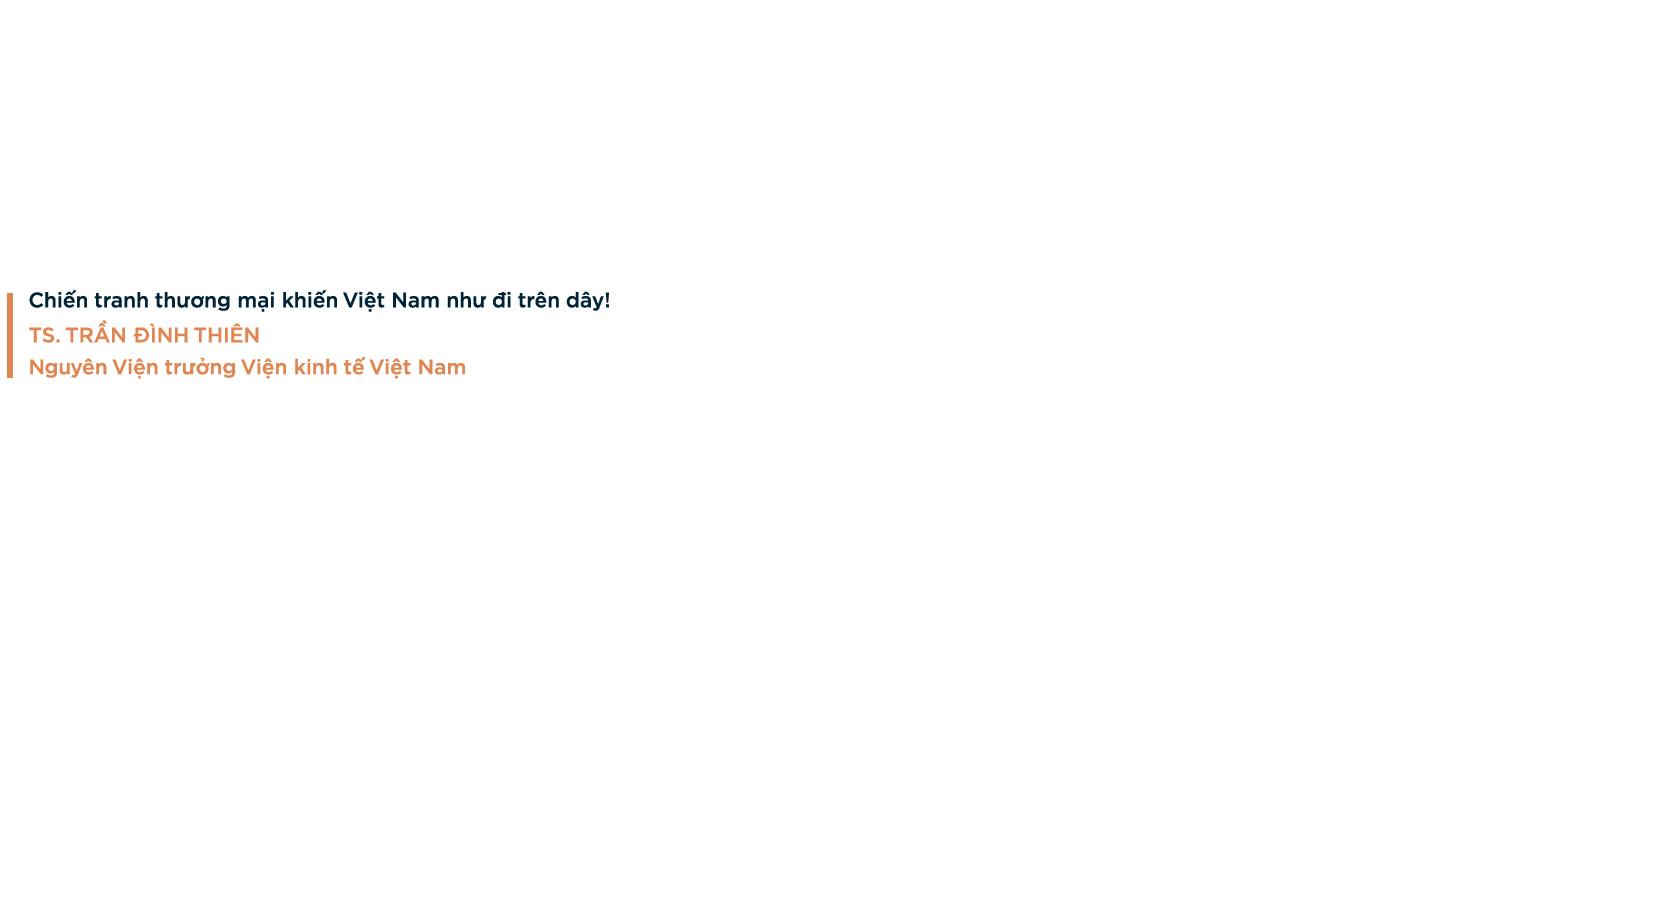 Chiến tranh thương mại khiến Việt Nam như đi trên dây!
TS. TRẦN ĐÌNH THIÊN
Nguyên Viện trưởng Viện kinh tế Việt Nam